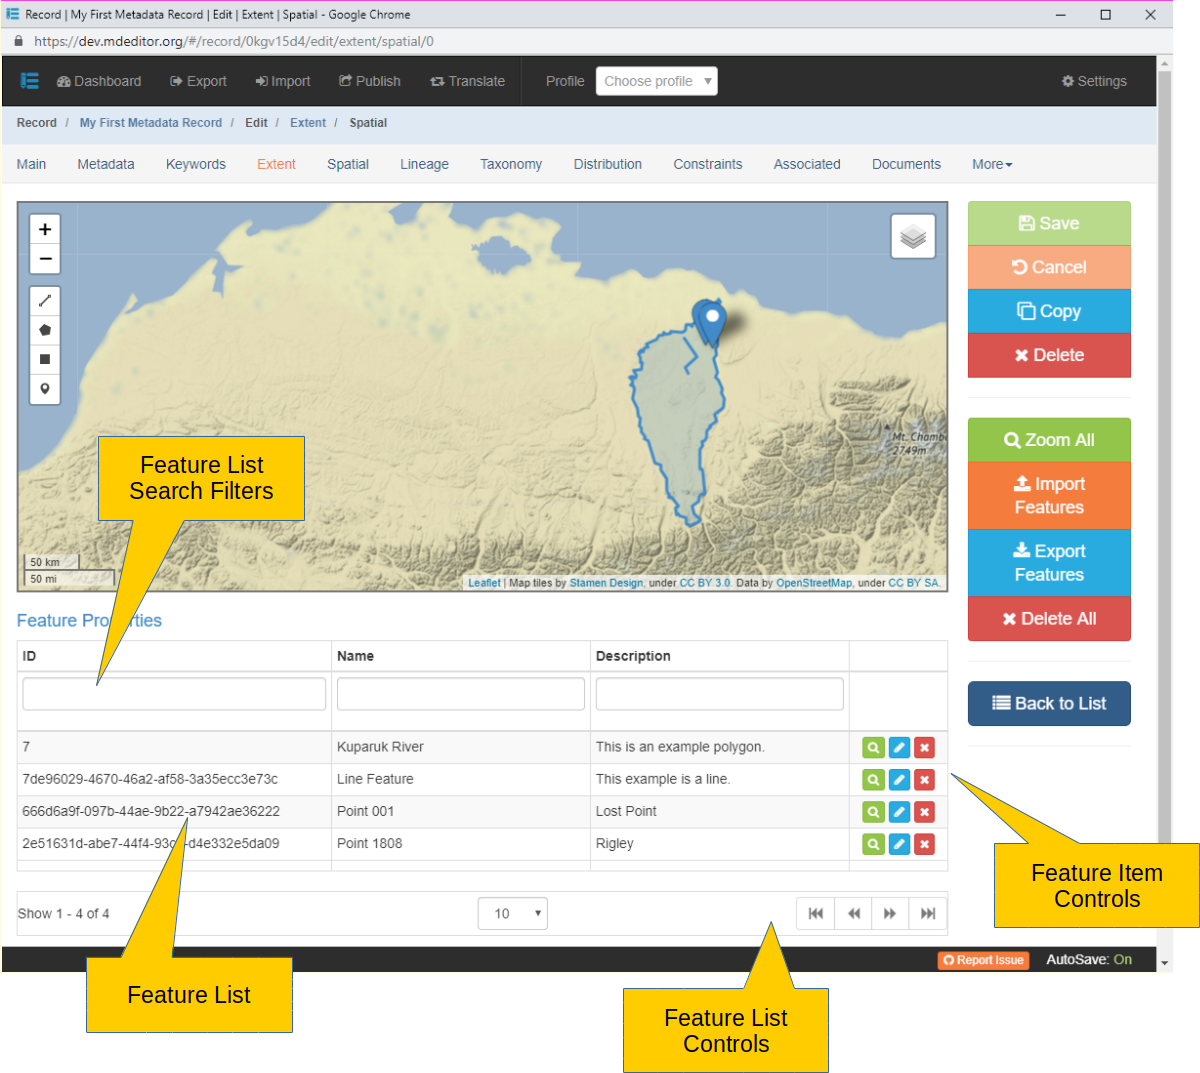 Record | My First Metadata Record | Edit | Extent | Spatial - Google Chrome
https://dev.mdeditor.org/#/record/0kgv15d4/edit/extent/spatial/0
Dashboard Export Import Publish Translate Profile Choose profile Settings
Record / My First Metadata Record / Edit / Extent / Spatial
Main Metadata Keywords Extent Spatial Lineage Taxonomy Distribution Constraints Associated Documents More
+
−
Save
Cancel
Copy
Delete
Mt. Chamb
2749m
Zoom All
Import
Features
Export
Features
Delete All
Back to List
Feature List
Search Filters
50 km
50 mi
Leaflet | Map tiles by Stamen Design, under CC BY 3.0. Data by OpenStreetMap, under CC BY SA.
Feature Properties
ID Name Description
7 Kuparuk River This is an example polygon.
7de96029-4670-46a2-af58-3a35ecc3e73c Line Feature This example is a line.
666d6a9f-097b-44ae-9b22-a7942ae36222 Point 001 Lost Point
2e51631d-abe7-44f4-93 -d4e332e5da09 Point 1808 Rigley
Feature Item
Controls
Show 1 - 4 of 4 10
Report Issue AutoSave: On
Feature List
Feature List
Controls